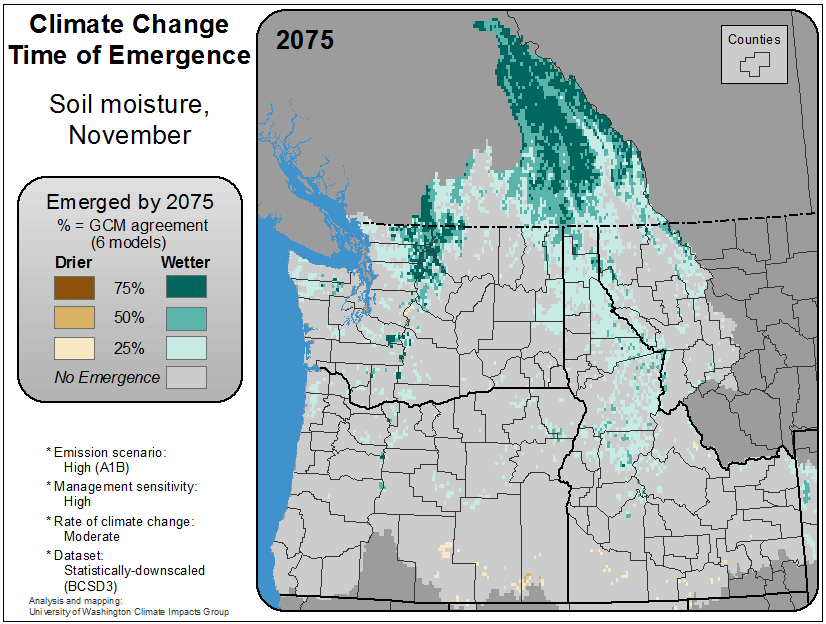 Climate Change
Time of Emergence
Soil moisture,
November
Emerged by 2075
% = GCM agreement
(6 models)
Drier Wetter
75%
50%
25%
No Emergence
* Emission scenario:
High (A1B)
* Management sensitivity:
High
* Rate of climate change:
Moderate
* Dataset:
Statistically-downscaled
(BCSD3)
Analysis and mapping:
University of Washington Climate Impacts Group
2075
Counties